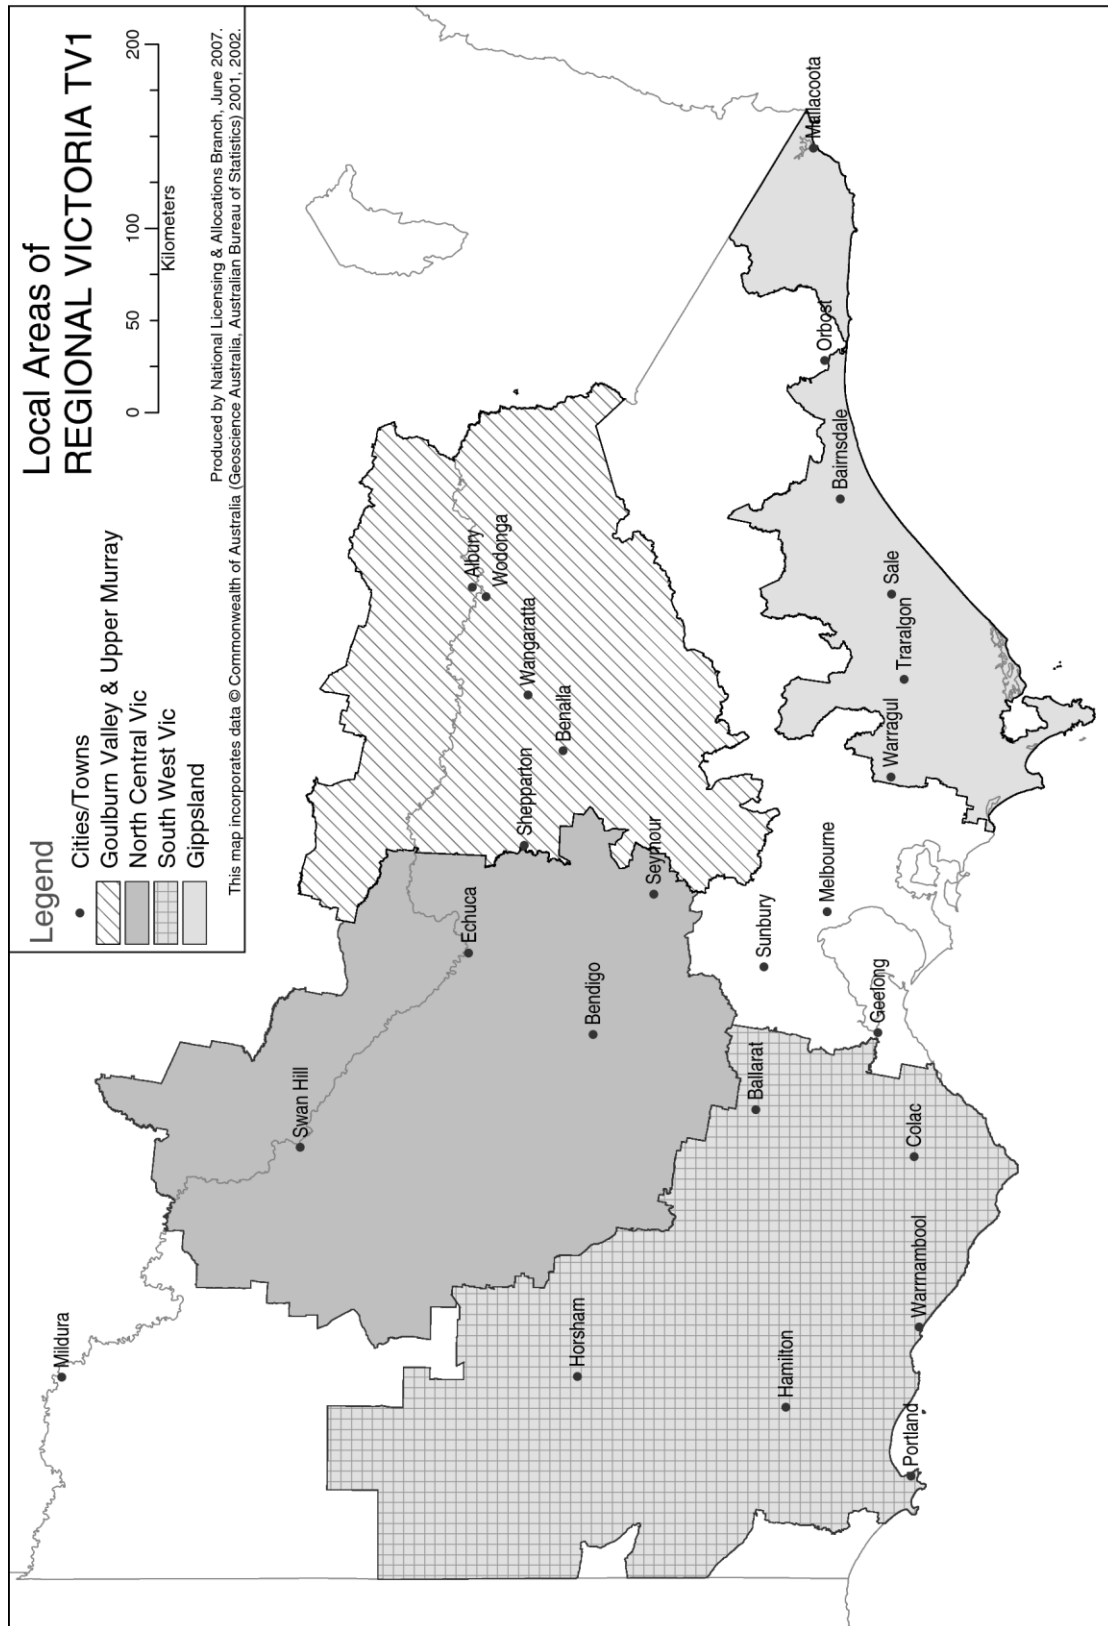 Local Areas of
REGIONAL VICTORIA TV1
0 50 100 200
Kilometers
Produced by National Licensing & Allocations Branch, June 2007.
This map incorporates data © Commonwealth of Australia (Geoscience Australia, Australian Bureau of Statistics) 2001, 2002.
Legend
Cities/Towns
Goulburn Valley & Upper Murray
North Central Vic
South West Vic
Gippsland
Mildura
Swan Hill
Echuca
Albury
Wodonga
Shepparton
Wangaratta
Benalla
Horsham
Bendigo
Seymour
Ballarat
Sunbury
Hamilton
Melbourne
Mallacoota
Orbost
Bairnsdale
Geelong
Warragul
Traralgon
Sale
Portland
Warrnambool
Colac